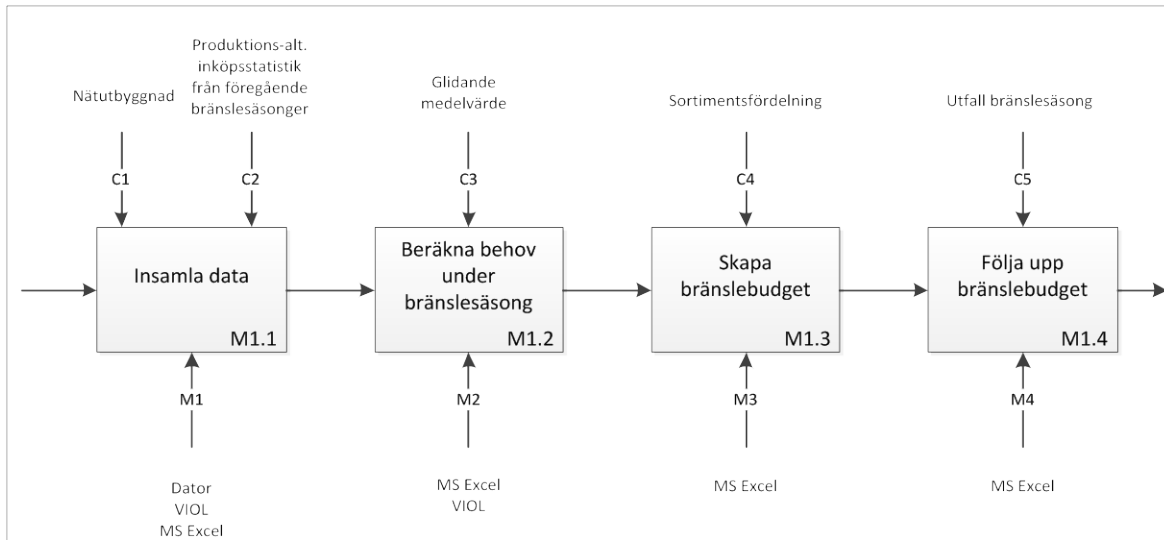 Nätutbyggnad
Produktions-alt.
inköpsstatistik
från föregående
bränslesäsonger
Glidande
medelvärde
Sortimentsfördelning
Utfall bränslesäsong
C1
C2
C3
C4
C5
Insamla data
M1.1
Beräkna behov
under
bränslesäsong
M1.2
Skapa
bränslebudget
M1.3
Följa upp
bränslebudget
M1.4
M1
M2
M3
M4
Dator
VIOL
MS Excel
MS Excel
VIOL
MS Excel
MS Excel